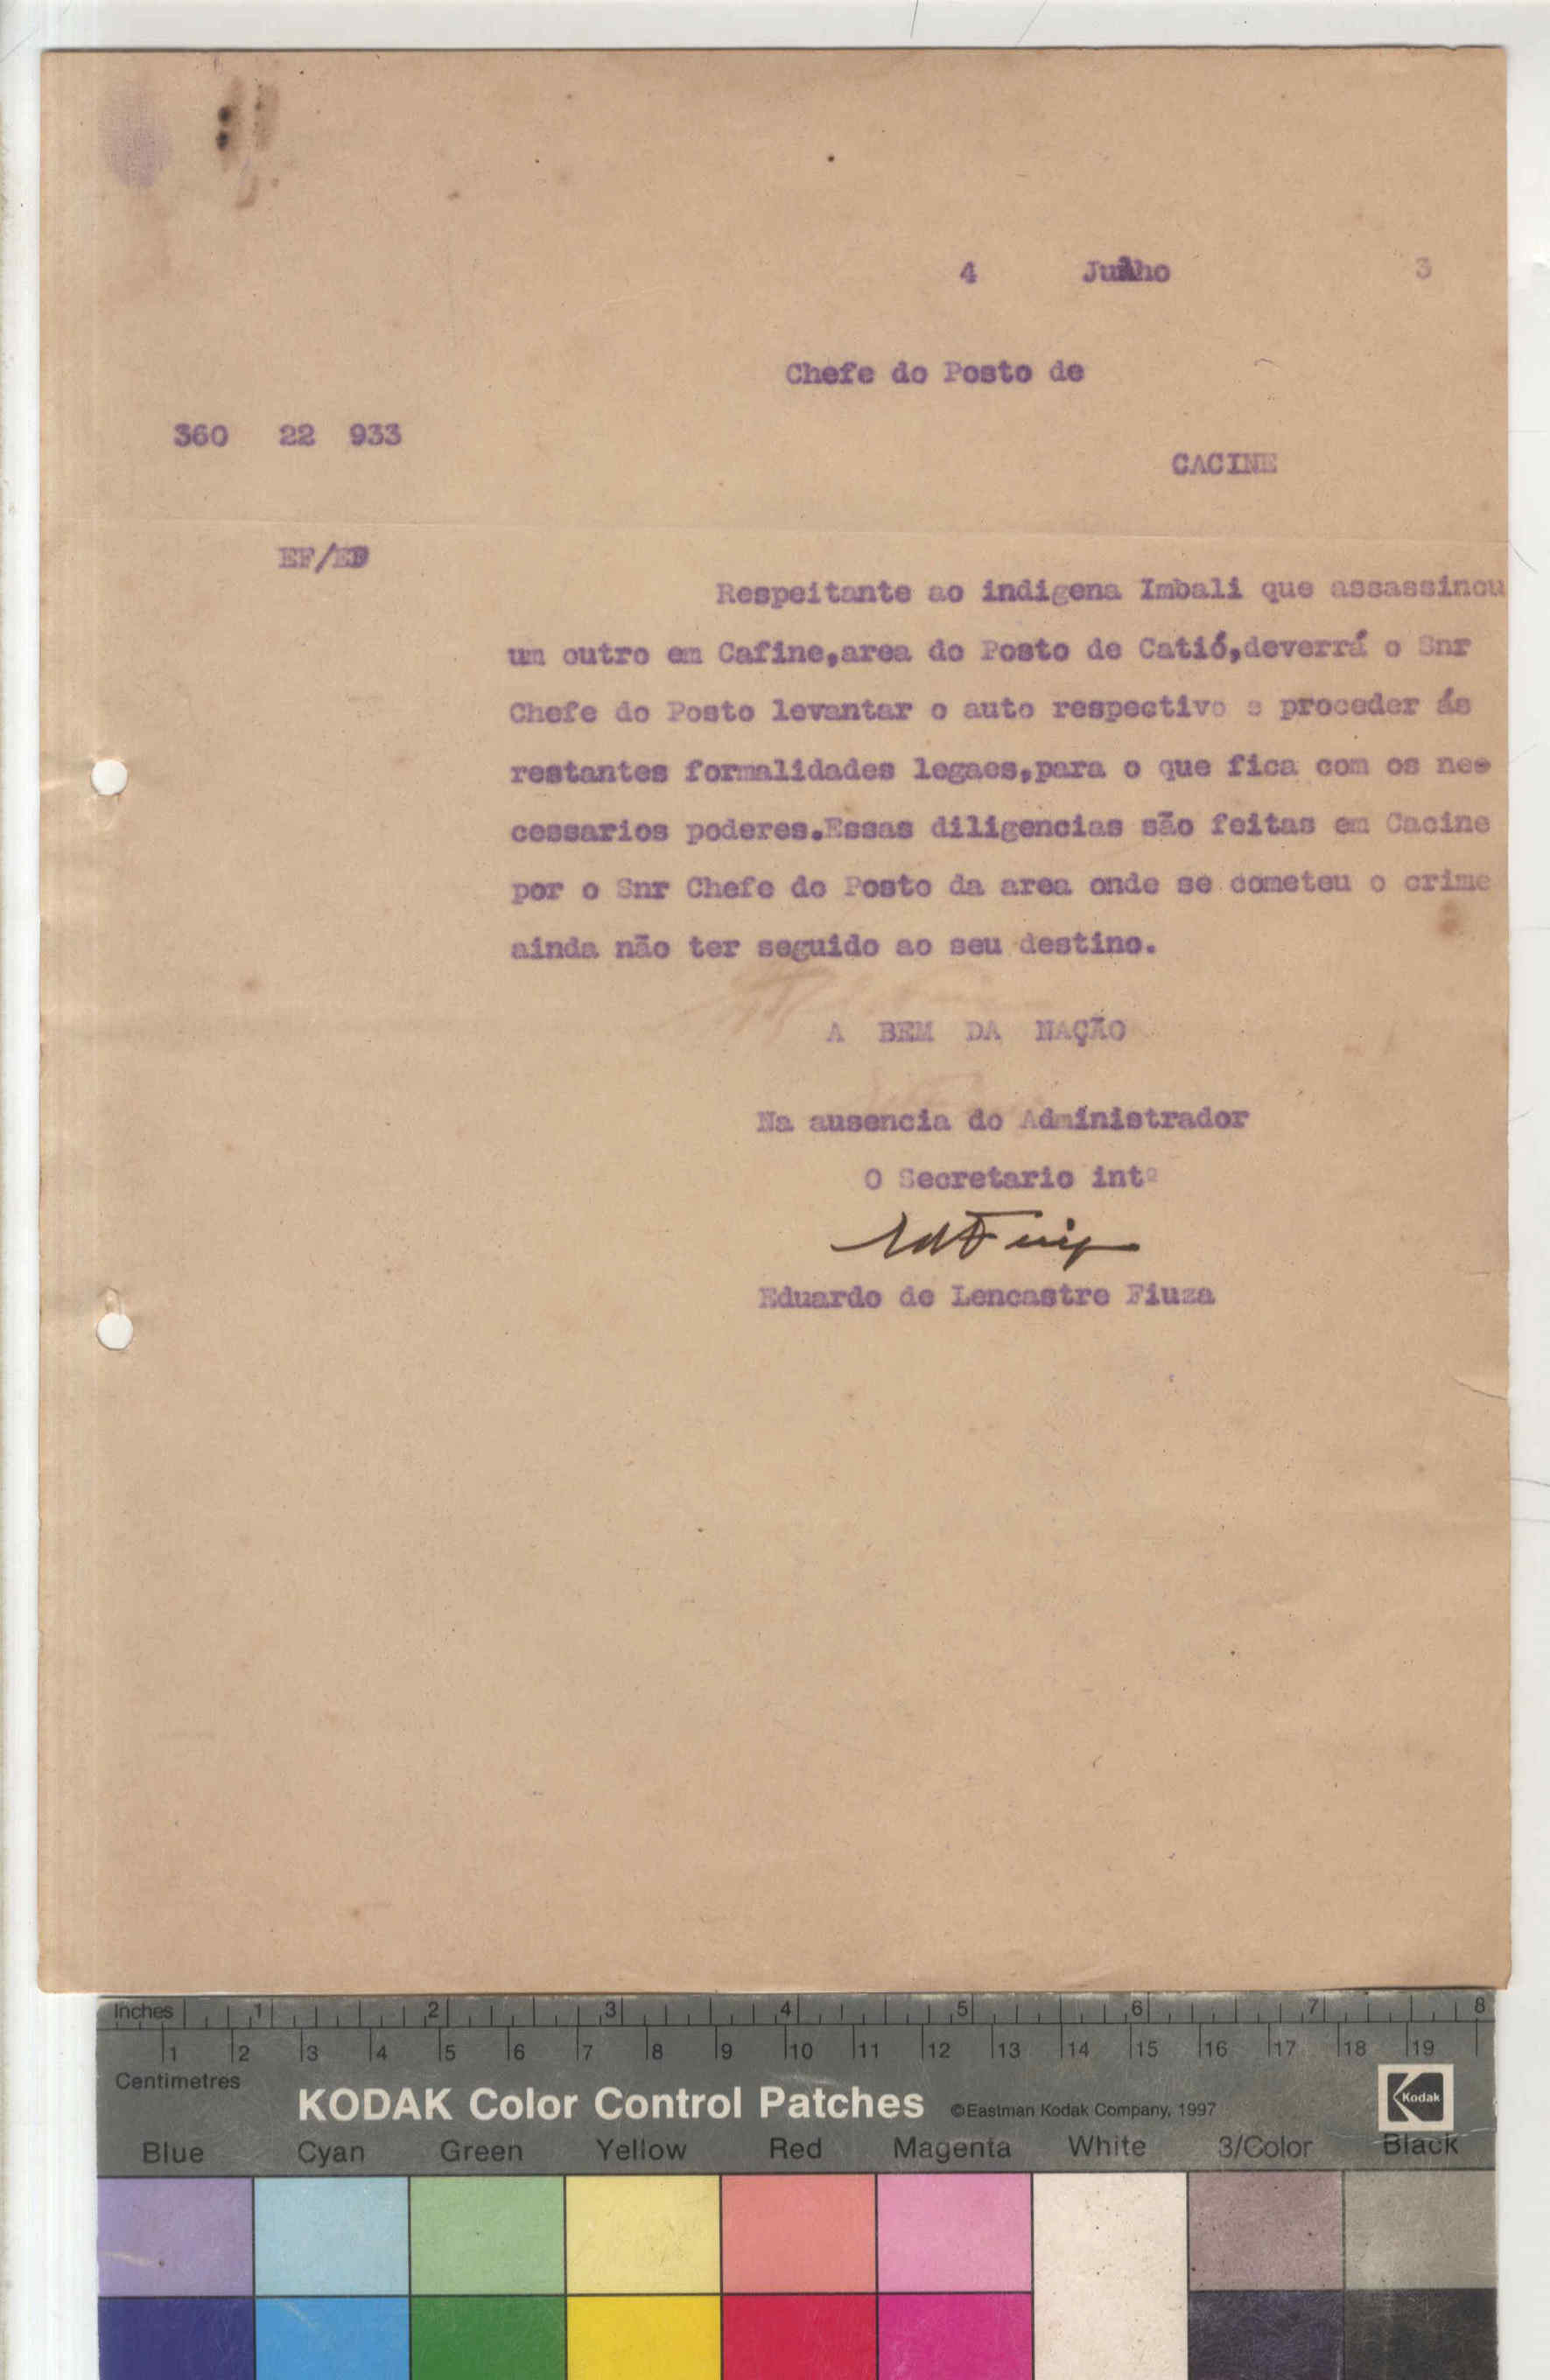 4 Julho 3
Chefe do Posto de
360 22 933
CACINE
EF/ED
Respeitante ao indigena Imbali que assassinou
um outro em Cafine,area do Posto de Catió,deverrá o Snr
Chefe do Posto levantar o auto respectivo e proceder ás
restantes formalidades legaes,para o que fica com os nee
cessarios poderes.Essas diligencias são feitas em Cacine
por o Snr Chefe do Posto da area onde se cometeu o crime
ainda não ter seguido ao seu destino.
A BEM DA NAÇÃO
Na ausencia do Administrador
O Secretario intº
Eduardo de Lencastre Fiuza
Inches 1 2 3 4 5 6 7 8
1 2 3 4 5 6 7 8 9 10 11 12 13 14 15 16 17 18 19
Centimetres
KODAK Color Control Patches ©Eastman Kodak Company, 1997 Kodak
Blue Cyan Green Yellow Red Magenta White 3/Color Black